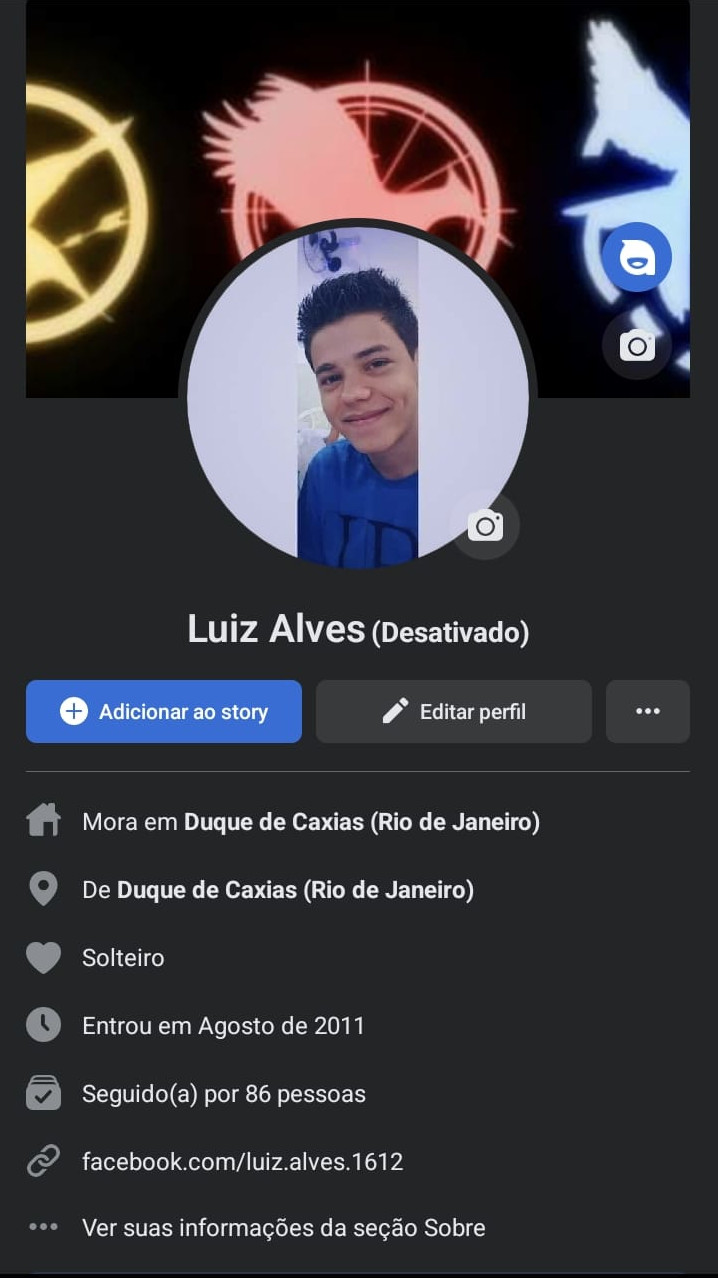 Luiz Alves (Desativado)
Adicionar ao story
Editar perfil
Mora em Duque de Caxias (Rio de Janeiro)
De Duque de Caxias (Rio de Janeiro)
Solteiro
Entrou em Agosto de 2011
Seguido(a) por 86 pessoas
facebook.com/luiz.alves.1612
Ver suas informações da seção Sobre